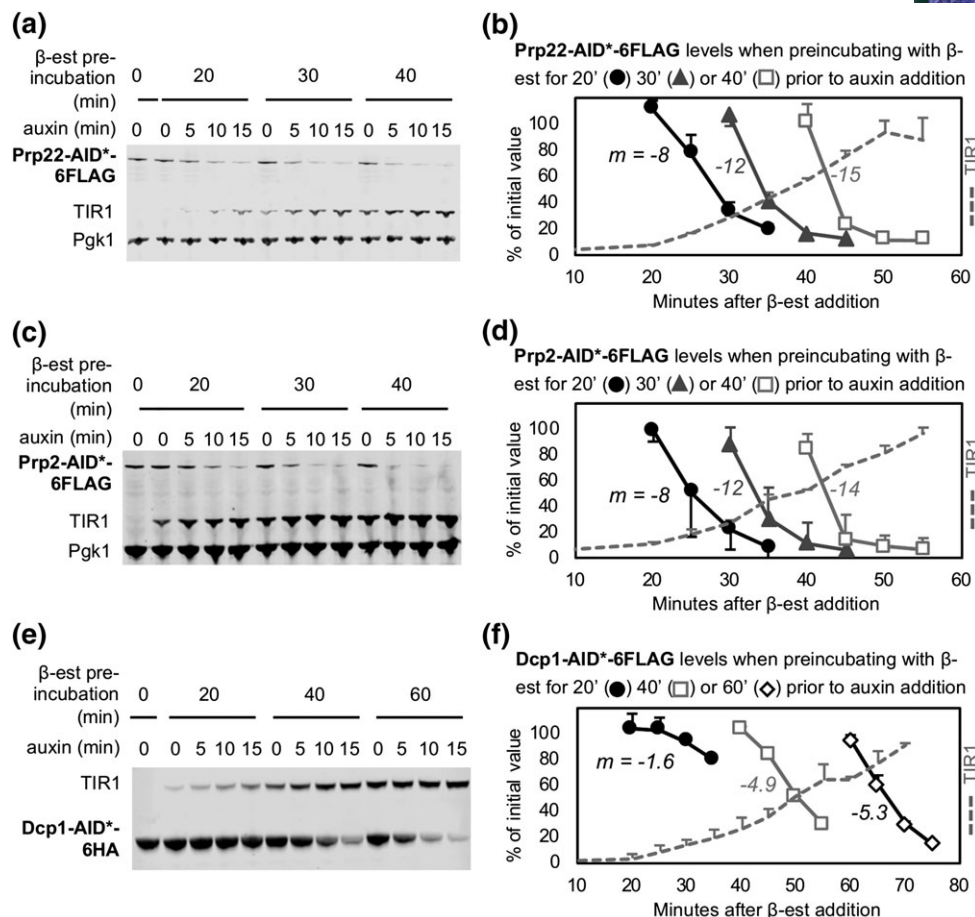 (a)
β-est pre-
incubation
(min)
0 20 30 40
auxin (min) 0 0 5 10 15 0 5 10 15 0 5 10 15
Prp22-AID*-
6FLAG
TIR1
Pgk1
(b)
Prp22-AID*-6FLAG levels when preincubating with β-
est for 20' ( ) 30' ( ) or 40' ( ) prior to auxin addition
% of initial value
100
80
60
40
20
0
m = -8
-12
-15
TIR1
10 20 30 40 50 60
Minutes after β-est addition
(c)
β-est pre-
incubation
(min)
0 20 30 40
auxin (min) 0 0 5 10 15 0 5 10 15 0 5 10 15
Prp2-AID*-
6FLAG
TIR1
Pgk1
(d)
Prp2-AID*-6FLAG levels when preincubating with β-
est for 20' ( ) 30' ( ) or 40' ( ) prior to auxin addition
% of initial value
100
80
60
40
20
0
m = -8
-12
-14
TIR1
10 20 30 40 50 60
Minutes after β-est addition
(e)
β-est pre-
incubation
(min)
0 20 40 60
auxin (min) 0 0 5 10 15 0 5 10 15 0 5 10 15
TIR1
Dcp1-AID*-
6HA
(f)
Dcp1-AID*-6FLAG levels when preincubating with β-
est for 20' ( ) 40' ( ) or 60' ( ) prior to auxin addition
% of initial value
100
80
60
40
20
0
m = -1.6
-4.9
-5.3
TIR1
10 20 30 40 50 60 70 80
Minutes after β-est addition